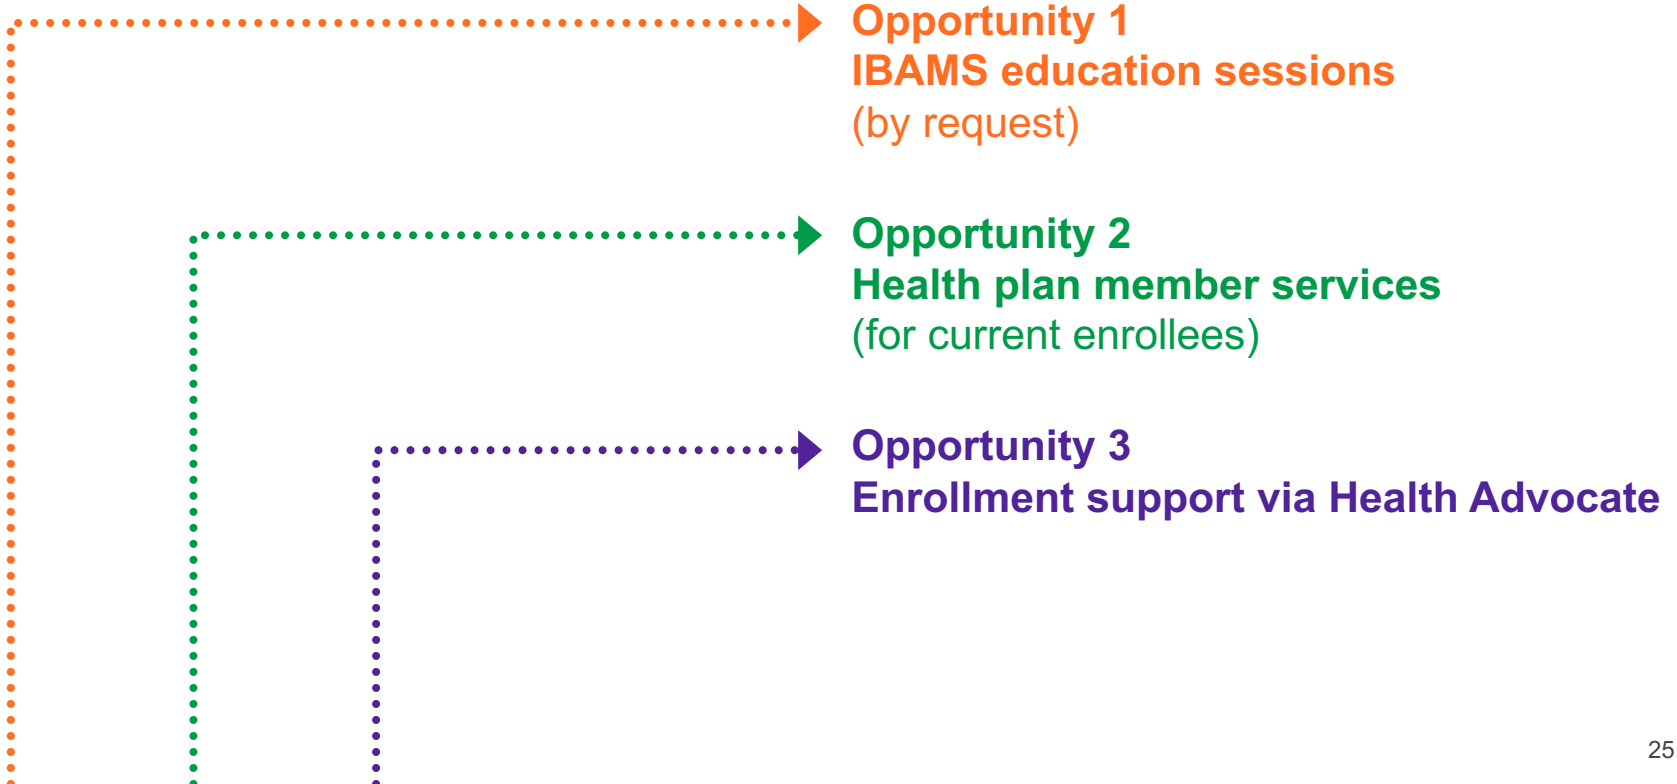 Opportunity 1
IBAMS education sessions
(by request)
Opportunity 2
Health plan member services
(for current enrollees)
Opportunity 3
Enrollment support via Health Advocate
25